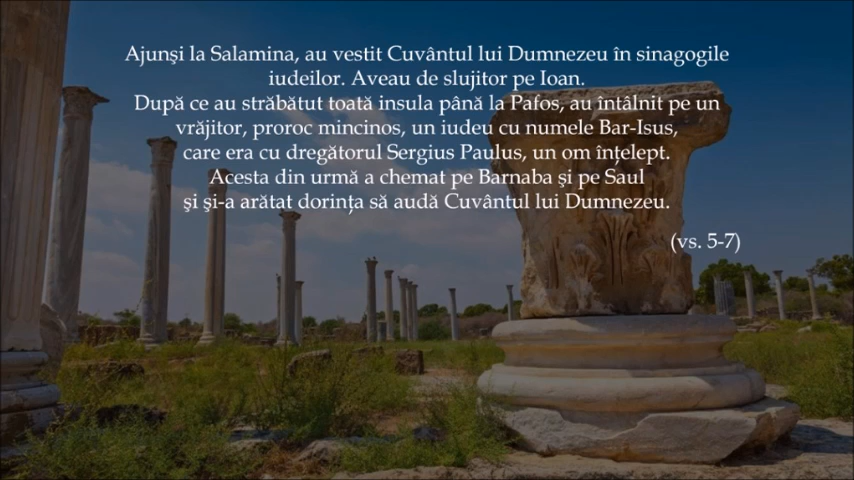 Ajunşi la Salamina, au vestit Cuvântul lui Dumnezeu în sinagogile
iudeilor. Aveau de slujitor pe Ioan.
După ce au străbătut toată insula până la Pafos, au întâlnit pe un
vrăjitor, proroc mincinos, un iudeu cu numele Bar-Isus,
care era cu dregătorul Sergius Paulus, un om înțelept.
Acesta din urmă a chemat pe Barnaba şi pe Saul
şi şi-a arătat dorința să audă Cuvântul lui Dumnezeu.
(vs. 5-7)